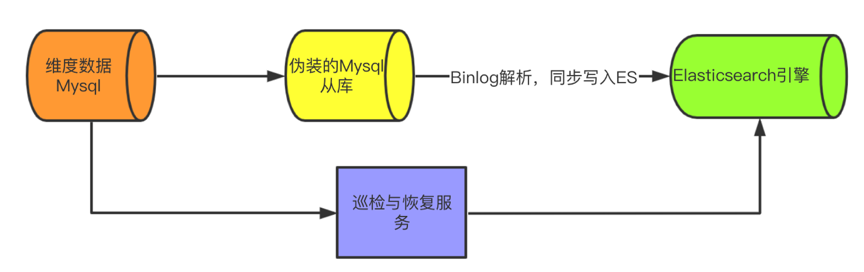 维度数据
Mysql
伪装的Mysql
从库
Binlog解析，同步写入ES
Elasticsearch引擎
巡检与恢复服
务